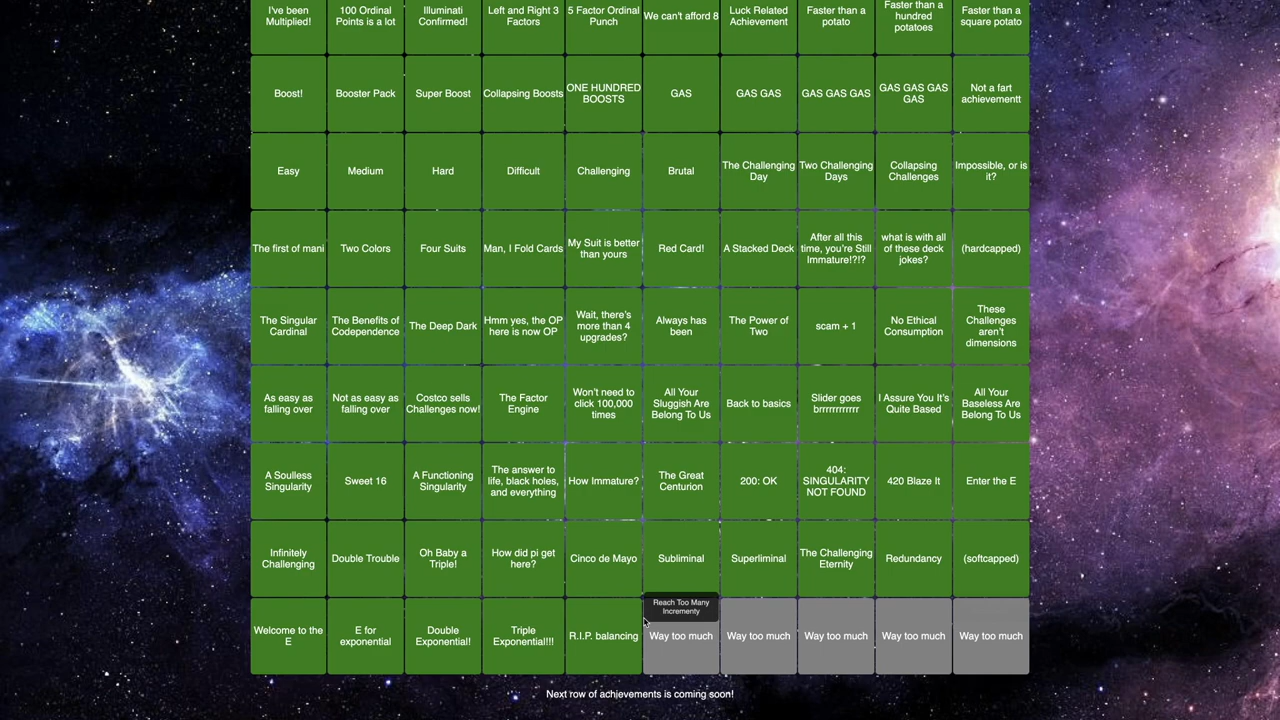 I've been
Multiplied!
100 Ordinal
Points is a lot
Illuminati
Confirmed!
Left and Right 3
Factors
5 Factor Ordinal
Punch
We can't afford 8
Luck Related
Achievement
Faster than a
potato
Faster than a
hundred
potatoes
Faster than a
square potato
Boost!
Booster Pack
Super Boost
Collapsing Boosts
ONE HUNDRED
BOOSTS
GAS
GAS GAS
GAS GAS GAS
GAS GAS GAS
GAS
Not a fart
achievementt
Easy
Medium
Hard
Difficult
Challenging
Brutal
The Challenging
Day
Two Challenging
Days
Collapsing
Challenges
Impossible, or is
it?
The first of mani
Two Colors
Four Suits
Man, I Fold Cards
My Suit is better
than yours
Red Card!
A Stacked Deck
After all this
time, you're Still
Immature!?!?
what is with all
of these deck
jokes?
(hardcapped)
The Singular
Cardinal
The Benefits of
Codependence
The Deep Dark
Hmm yes, the OP
here is now OP
Wait, there's
more than 4
upgrades?
Always has
been
The Power of
Two
scam + 1
No Ethical
Consumption
These
Challenges
aren't
dimensions
As easy as
falling over
Not as easy as
falling over
Costco sells
Challenges now!
The Factor
Engine
Won't need to
click 100,000
times
All Your
Sluggish Are
Belong To Us
Back to basics
Slider goes
brrrrrrrrrrr
I Assure You It's
Quite Based
All Your
Baseless Are
Belong To Us
A Soulless
Singularity
Sweet 16
A Functioning
Singularity
The answer to
life, black holes,
and everything
How Immature?
The Great
Centurion
200: OK
404:
SINGULARITY
NOT FOUND
420 Blaze It
Enter the E
Infinitely
Challenging
Double Trouble
Oh Baby a
Triple!
How did pi get
here?
Cinco de Mayo
Subliminal
Superliminal
The Challenging
Eternity
Redundancy
(softcapped)
Reach Too Many
Incrementy
Welcome to the
E
E for
exponential
Double
Exponential!
Triple
Exponential!!!
R.I.P. balancing
Way too much
Way too much
Way too much
Way too much
Way too much
Next row of achievements is coming soon!